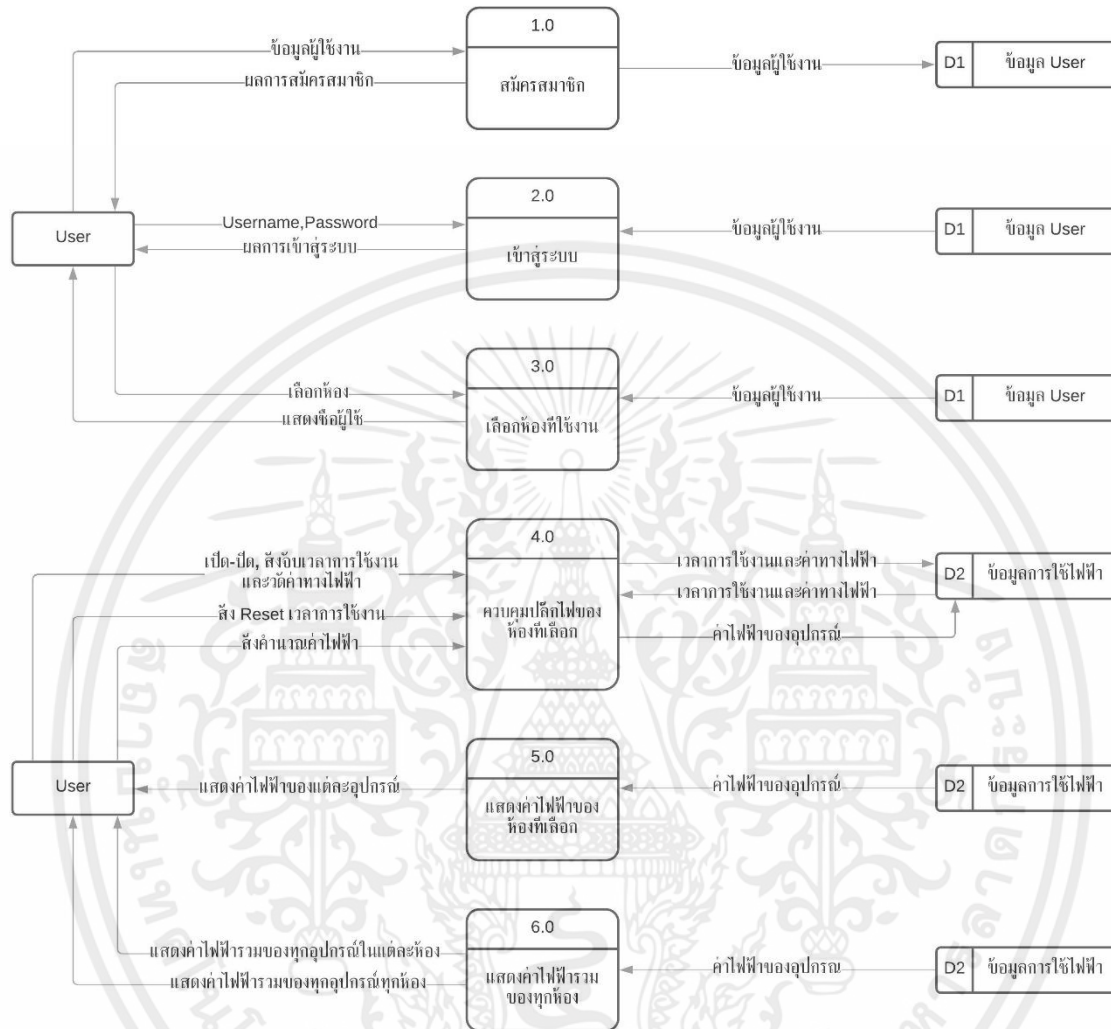 1.0
ข้อมูลผู้ใช้งาน
ผลการสมัครสมาชิก
สมัครสมาชิก
ข้อมูลผู้ใช้งาน
D1 ข้อมูล User
User
2.0
Username,Password
ผลการเข้าสู่ระบบ
เข้าสู่ระบบ
ข้อมูลผู้ใช้งาน
D1 ข้อมูล User
3.0
เลือกห้อง
แสดงชื่อผู้ใช้
เลือกห้องที่ใช้งาน
ข้อมูลผู้ใช้งาน
D1 ข้อมูล User
4.0
เปิด-ปิด, สั่งจับเวลาการใช้งาน
และวัดค่าทางไฟฟ้า
สั่ง Reset เวลาการใช้งาน
สั่งคำนวณค่าไฟฟ้า
ควบคุมปลั๊กไฟของ
ห้องที่เลือก
เวลาการใช้งานและค่าทางไฟฟ้า
เวลาการใช้งานและค่าทางไฟฟ้า
ค่าไฟฟ้าของอุปกรณ์
D2 ข้อมูลการใช้ไฟฟ้า
User
5.0
แสดงค่าไฟฟ้าของแต่ละอุปกรณ์
แสดงค่าไฟฟ้าของ
ห้องที่เลือก
ค่าไฟฟ้าของอุปกรณ์
D2 ข้อมูลการใช้ไฟฟ้า
6.0
แสดงค่าไฟฟ้ารวมของทุกอุปกรณ์ในแต่ละห้อง
แสดงค่าไฟฟ้ารวมของทุกอุปกรณ์ทุกห้อง
แสดงค่าไฟฟ้ารวม
ของทุกห้อง
ค่าไฟฟ้าของอุปกรณ
D2 ข้อมูลการใช้ไฟฟ้า